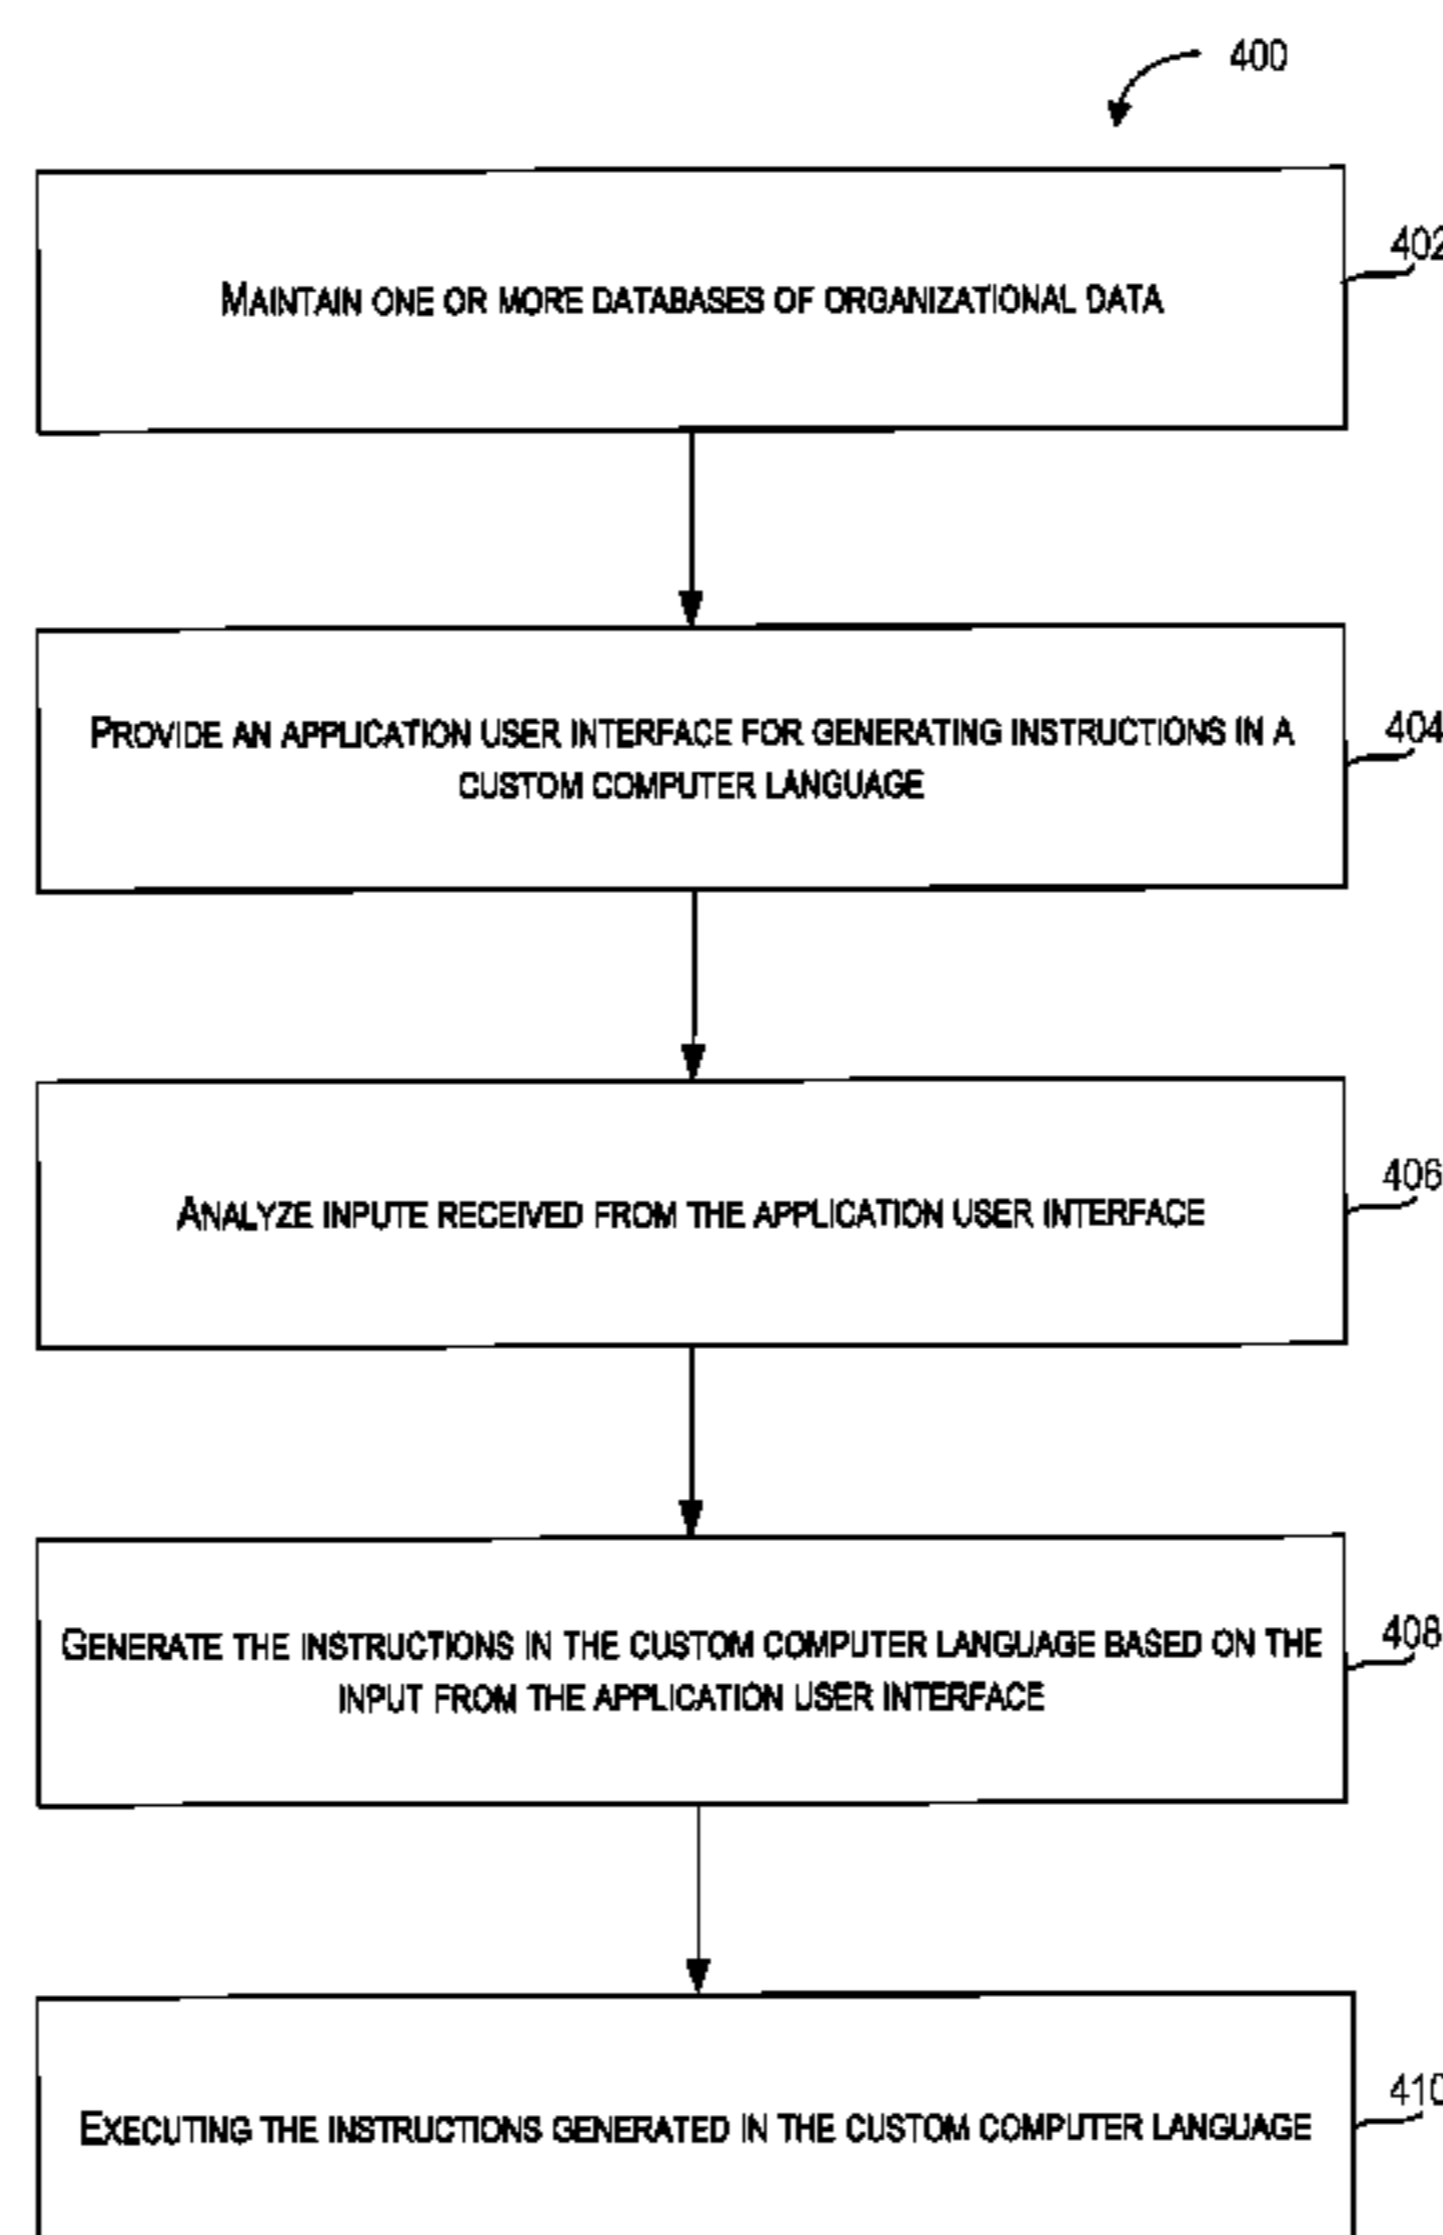 400
MAINTAIN ONE OR MORE DATABASES OF ORGANIZATIONAL DATA
402
PROVIDE AN APPLICATION USER INTERFACE FOR GENERATING INSTRUCTIONS IN A
CUSTOM COMPUTER LANGUAGE
404
ANALYZE INPUTE RECEIVED FROM THE APPLICATION USER INTERFACE
406
GENERATE THE INSTRUCTIONS IN THE CUSTOM COMPUTER LANGUAGE BASED ON THE
INPUT FROM THE APPLICATION USER INTERFACE
408
EXECUTING THE INSTRUCTIONS GENERATED IN THE CUSTOM COMPUTER LANGUAGE
410